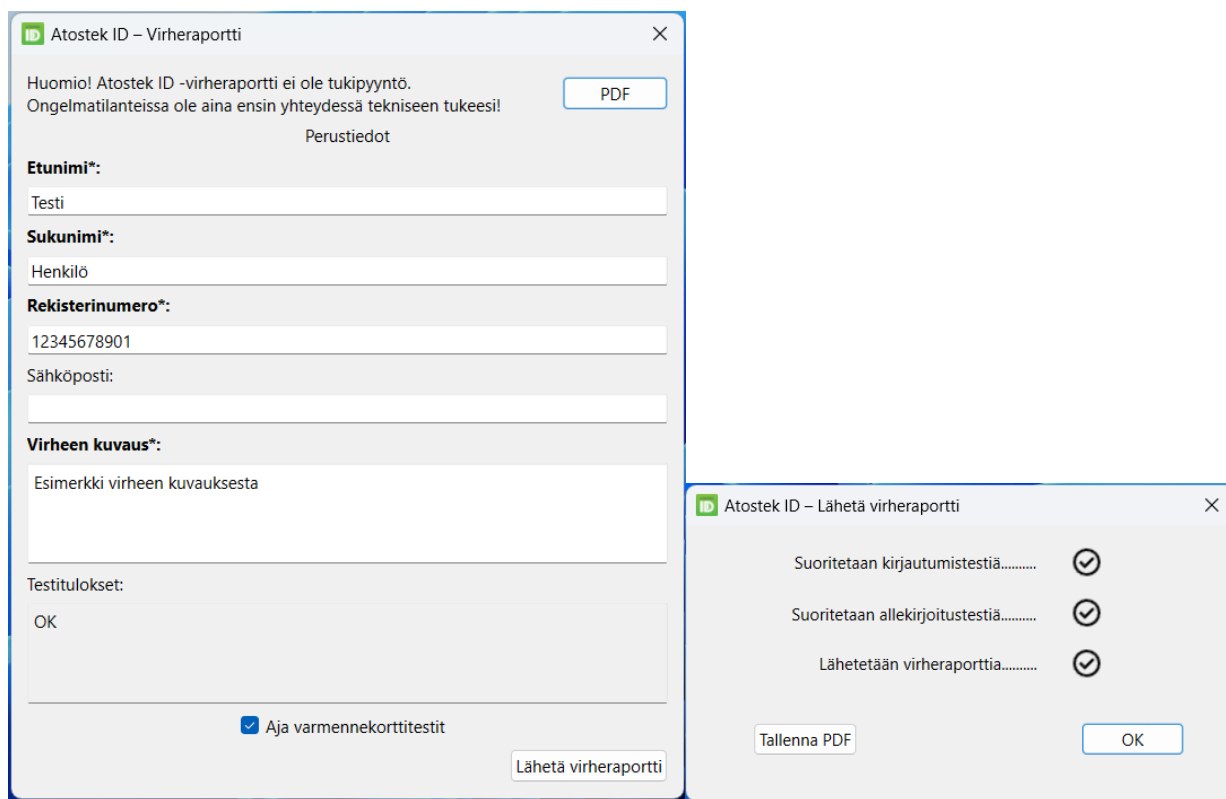 ID Atostek ID – Virheraportti
Huomio! Atostek ID -virheraportti ei ole tukipyyntö.
Ongelmatilanteissa ole aina ensin yhteydessä tekniseen tukeesi!
PDF
Perustiedot
Etunimi*:
Testi
Sukunimi*:
Henkilö
Rekisterinumero*:
12345678901
Sähköposti:
Virheen kuvaus*:
Esimerkki virheen kuvauksesta
Testitulokset:
OK
Aja varmennekorttitestit
Lähetä virheraportti
ID Atostek ID – Lähetä virheraportti
Suoritetaan kirjautumistestiä..........
Suoritetaan allekirjoitustestiä..........
Lähetetään virheraporttia..........
Tallenna PDF
OK